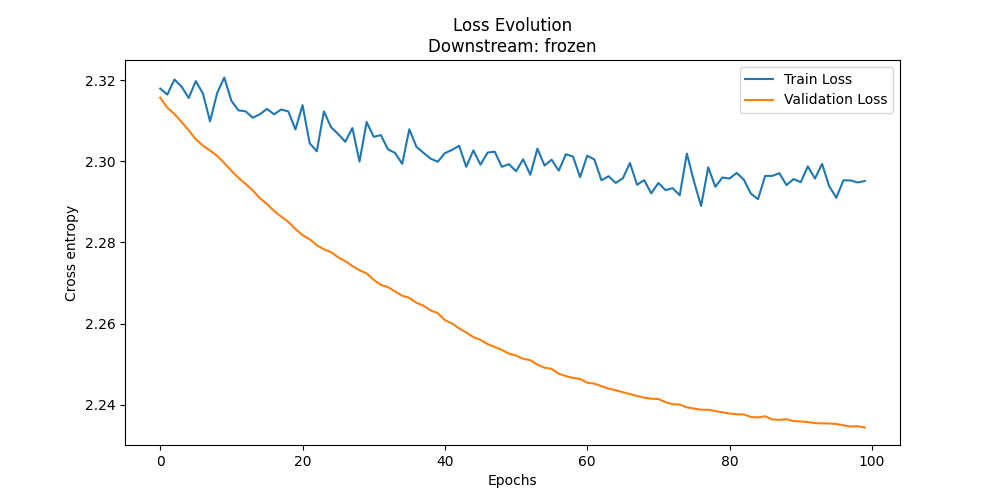 Loss Evolution
Downstream: frozen
Train Loss
Validation Loss
2.32
2.30
2.28
2.26
2.24
Cross entropy
0
20
40
60
80
100
Epochs